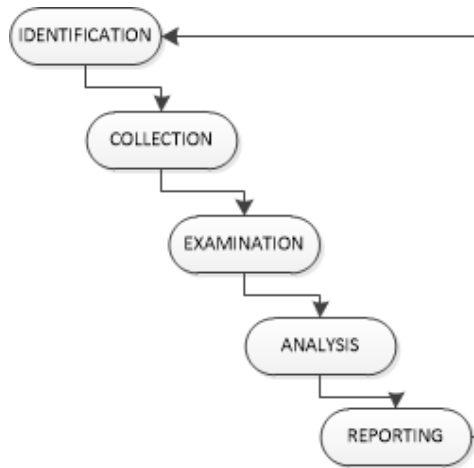 IDENTIFICATION
COLLECTION
EXAMINATION
ANALYSIS
REPORTING